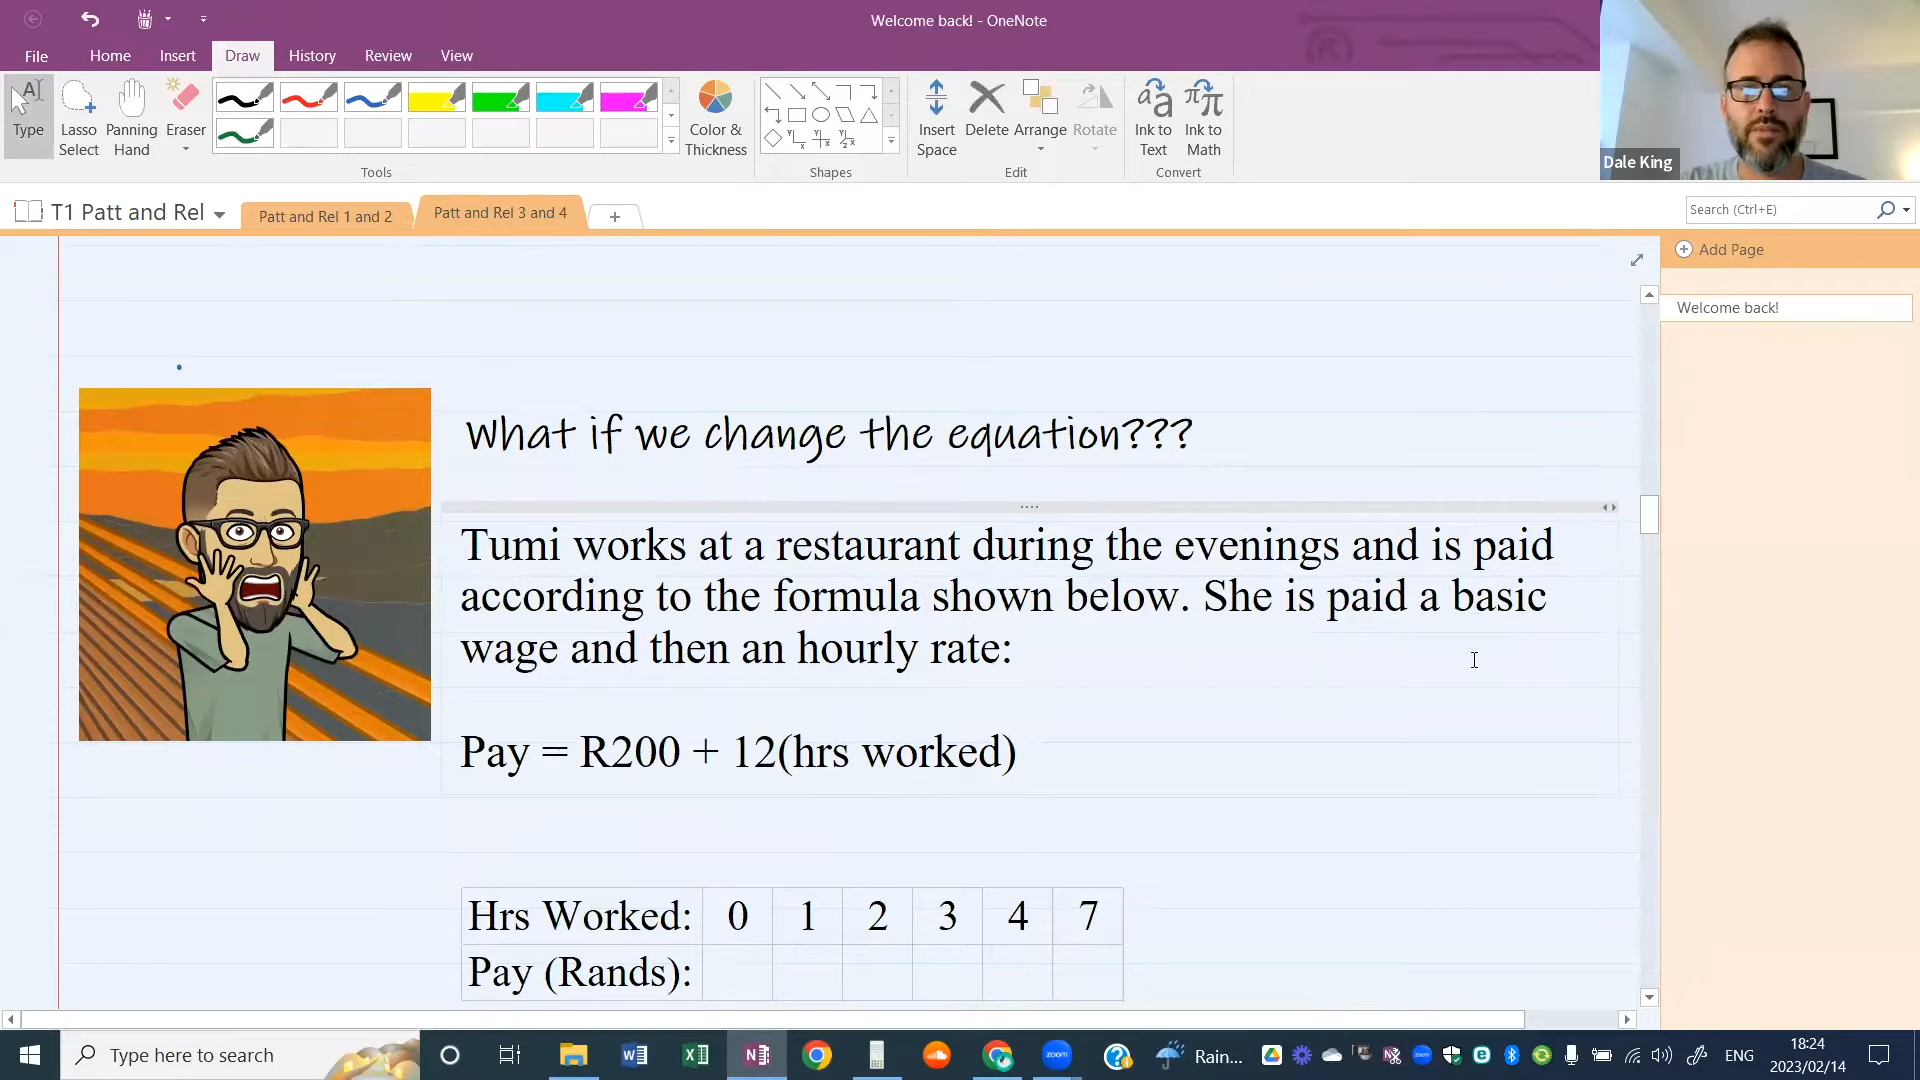 Welcome back! - OneNote
File Home Insert Draw History Review View
Type
Lasso Select
Panning Hand
Eraser
Color & Thickness
Insert Space
Delete
Arrange
Rotate
Ink to Text
Ink to Math
Tools
Shapes
Edit
Convert
Dale King
T1 Patt and Rel
Patt and Rel 1 and 2
Patt and Rel 3 and 4
Search (Ctrl+E)
Add Page
Welcome back!
What if we change the equation???
Tumi works at a restaurant during the evenings and is paid
according to the formula shown below. She is paid a basic
wage and then an hourly rate:
Pay = R200 + 12(hrs worked)
Hrs Worked: 0 1 2 3 4 7
Pay (Rands):
Type here to search
Rain...
ENG
18:24
2023/02/14